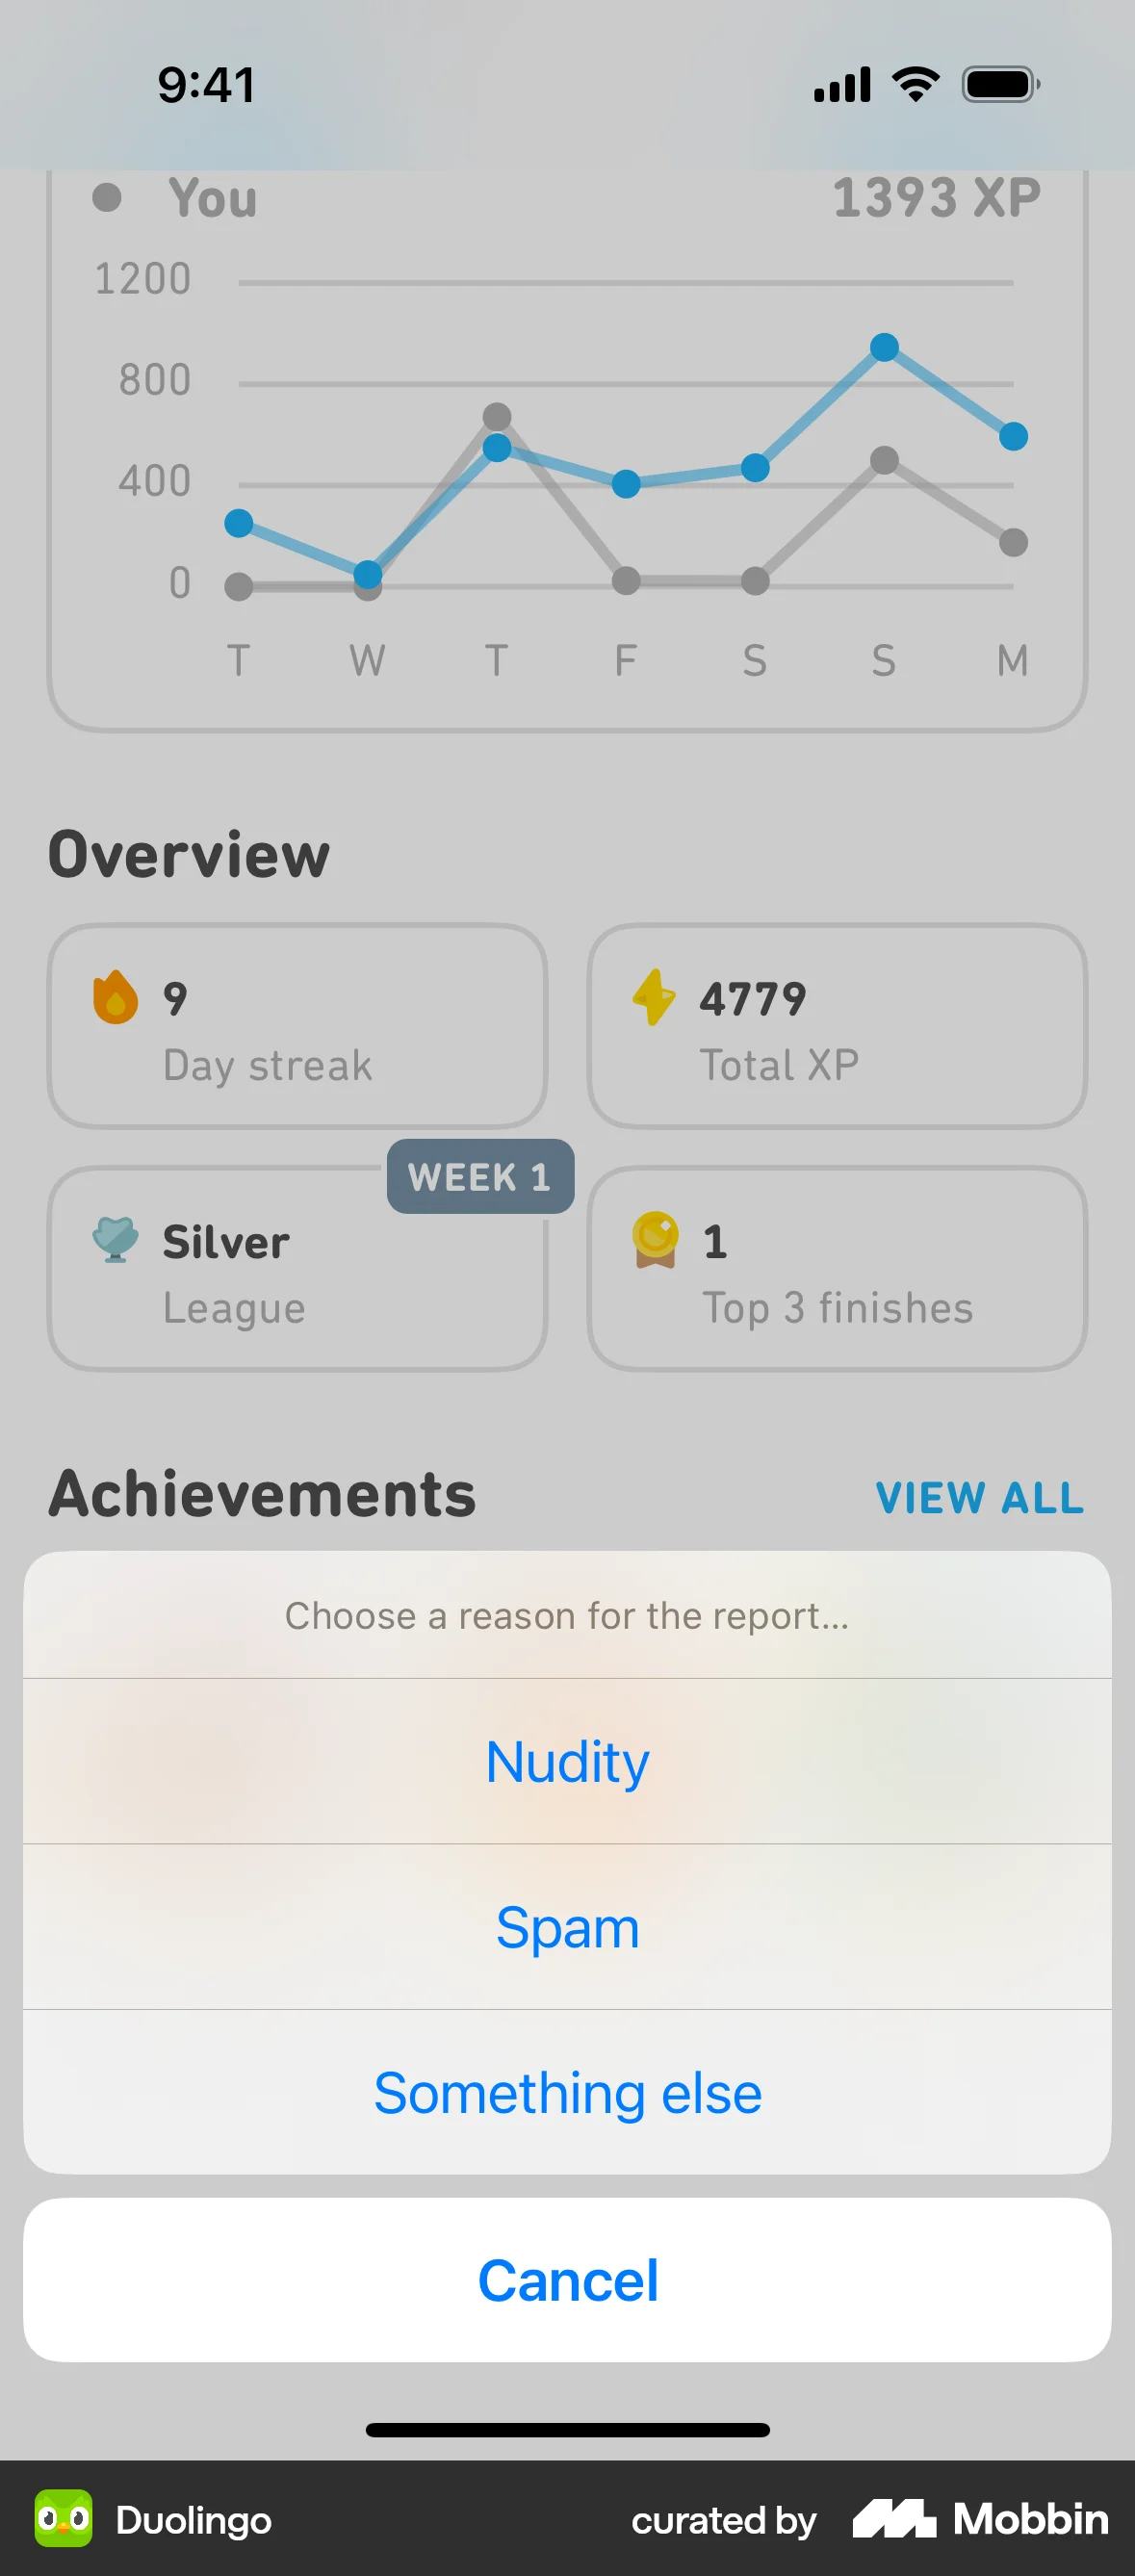 9:41
You 1393 XP
1200
800
400
0
T W T F S S M
Overview
9
Day streak
4779
Total XP
WEEK 1
Silver
League
1
Top 3 finishes
Achievements VIEW ALL
Choose a reason for the report...
Nudity
Spam
Something else
Cancel
Duolingo curated by Mobbin